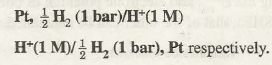 Pt, ½ H₂ (1 bar)/H⁺(1 M)
H⁺(1 M)/ ½ H₂ (1 bar), Pt respectively.